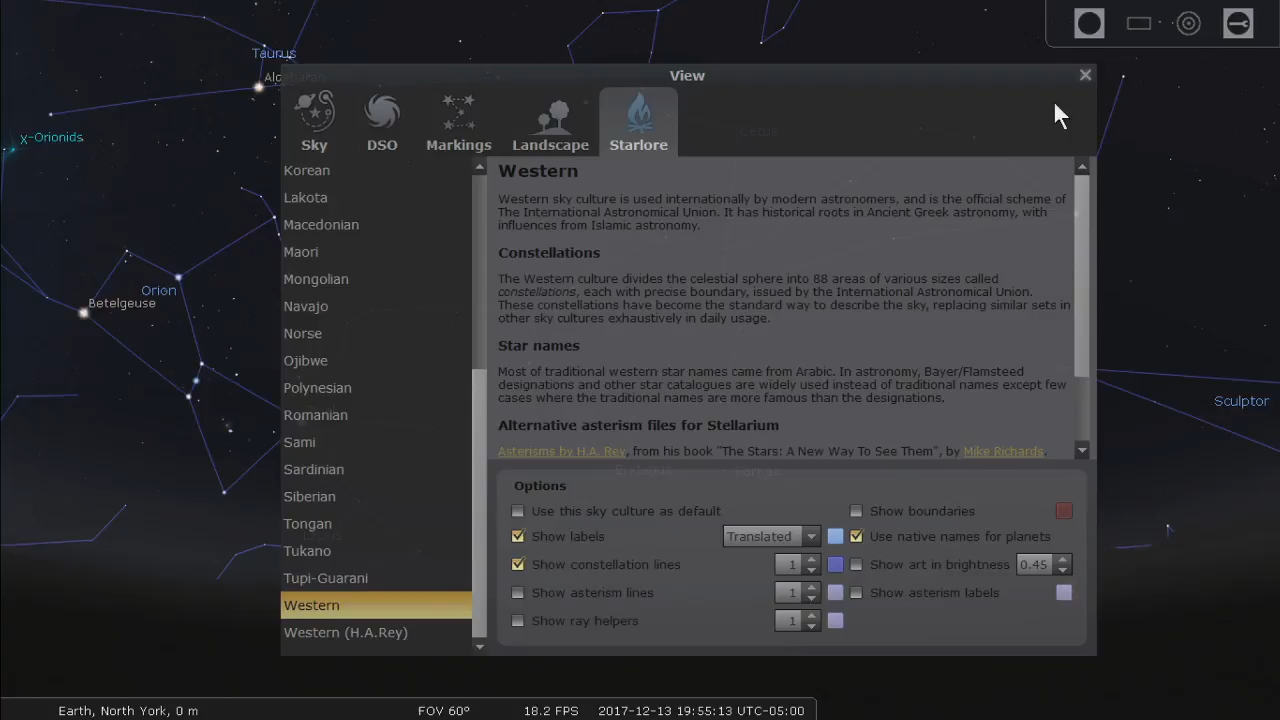 Taurus
Aldebaran
χ-Orionids
Orion
Betelgeuse
Sculptor
View
Sky
DSO
Markings
Landscape
Starlore
Cetus
Korean
Lakota
Macedonian
Maori
Mongolian
Navajo
Norse
Ojibwe
Polynesian
Romanian
Sami
Sardinian
Siberian
Tongan
Tukano
Tupi-Guarani
Western
Western (H.A.Rey)
Western
Western sky culture is used internationally by modern astronomers, and is the official scheme of
The International Astronomical Union. It has historical roots in Ancient Greek astronomy, with
influences from Islamic astronomy.
Constellations
The Western culture divides the celestial sphere into 88 areas of various sizes called
constellations, each with precise boundary, issued by the International Astronomical Union.
These constellations have become the standard way to describe the sky, replacing similar sets in
other sky cultures exhaustively in daily usage.
Star names
Most of traditional western star names came from Arabic. In astronomy, Bayer/Flamsteed
designations and other star catalogues are widely used instead of traditional names except few
cases where the traditional names are more famous than the designations.
Alternative asterism files for Stellarium
Asterisms by H.A. Rey, from his book "The Stars: A New Way To See Them", by Mike Richards.
Options
Use this sky culture as default
Show boundaries
Show labels
Translated
Use native names for planets
Show constellation lines
1
Show art in brightness
0.45
Show asterism lines
1
Show asterism labels
Show ray helpers
1
Earth, North York, 0 m
FOV 60°
18.2 FPS
2017-12-13 19:55:13 UTC-05:00